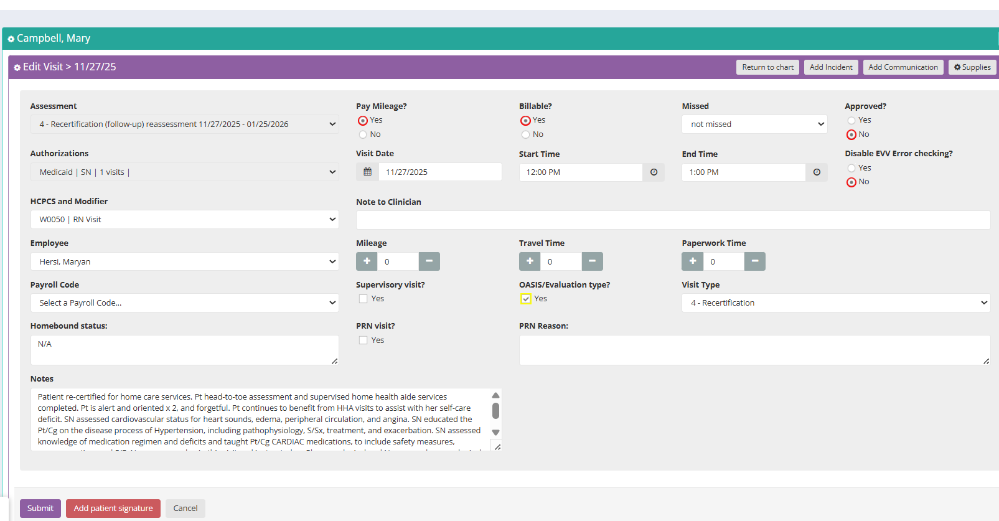 Campbell, Mary
Edit Visit > 11/27/25
Return to chart
Add Incident
Add Communication
Supplies
Assessment
4 - Recertification (follow-up) reassessment 11/27/2025 - 01/25/2026
Pay Mileage?
Yes
No
Billable?
Yes
No
Missed
not missed
Approved?
Yes
No
Authorizations
Medicaid | SN | 1 visits |
Visit Date
11/27/2025
Start Time
12:00 PM
End Time
1:00 PM
Disable EVV Error checking?
Yes
No
HCPCS and Modifier
W0050 | RN Visit
Note to Clinician
Employee
Hersi, Maryan
Mileage
0
Travel Time
0
Paperwork Time
0
Payroll Code
Select a Payroll Code...
Supervisory visit?
Yes
OASIS/Evaluation type?
Yes
Visit Type
4 - Recertification
Homebound status:
N/A
PRN visit?
Yes
PRN Reason:
Notes
Patient re-certified for home care services. Pt head-to-toe assessment and supervised home health aide services
completed. Pt is alert and oriented x 2, and forgetful. Pt continues to benefit from HHA visits to assist with her self-care
deficit. SN assessed cardiovascular status for heart sounds, edema, peripheral circulation, and angina. SN educated the
Pt/Cg on the disease process of Hypertension, including pathophysiology, S/Sx, treatment, and exacerbation. SN assessed
knowledge of medication regimen and deficits and taught Pt/Cg CARDIAC medications, to include safety measures,
Submit
Add patient signature
Cancel